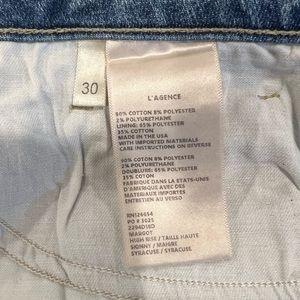 30
L'AGENCE
90% COTTON 8% POLYESTER
2% POLYURETHANE
LINING: 65% POLYESTER
35% COTTON
MADE IN THE USA
WITH IMPORTED MATERIALS
CARE INSTRUCTIONS ON REVERSE
90% COTON 8% POLYESTER
2% POLYURETHANE
DOUBLURE: 65% POLYESTER
35% COTON
FABRIQUÉ DANS LA ETATS-UNIS
D'AMERIQUE AVEC DES
MATERIAUX IMPORTES
ENTRETIEN AU VERSO
PO # 3025
2294DSD
MARGOT
HIGH RISE / TAILLE HAUTE
SKINNY / MAIGRE
SYRACUSE / SYRACUSE